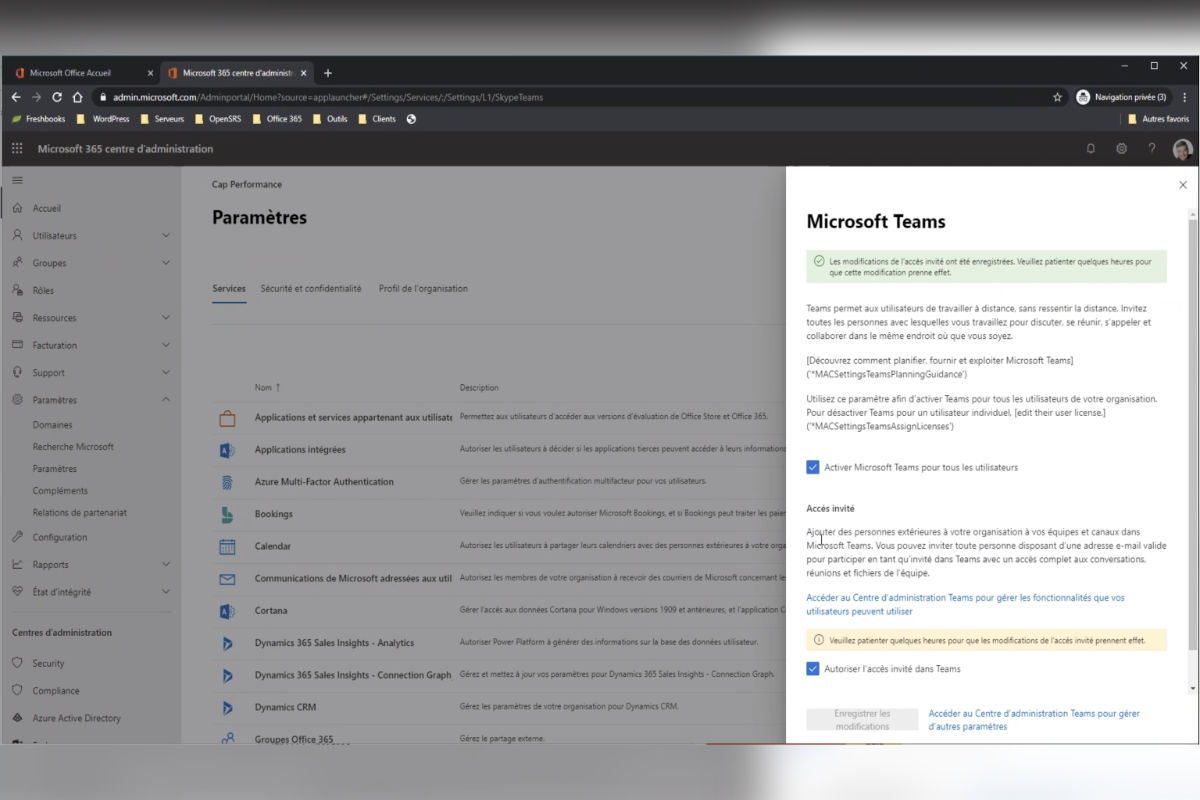 Microsoft Office Accueil
Microsoft 365 centre d'administr
admin.microsoft.com/Adminportal/Home?source=applauncher#/Settings/Services/:/Settings/L1/SkypeTeams
Navigation privée (3)
Freshbooks
WordPress
Serveurs
OpenSRS
Office 365
Outils
Clients
Autres favoris
Microsoft 365 centre d'administration
Accueil
Utilisateurs
Groupes
Rôles
Ressources
Facturation
Support
Paramètres
Domaines
Recherche Microsoft
Paramètres
Compléments
Relations de partenariat
Configuration
Rapports
État d'intégrité
Centres d'administration
Security
Compliance
Azure Active Directory
Cap Performance
Paramètres
Services
Sécurité et confidentialité
Profil de l'organisation
Nom ↑
Description
Applications et services appartenant aux utilisate
Permettez aux utilisateurs d'accéder aux versions d'évaluation de Office Store et Office 365.
Applications intégrées
Autoriser les utilisateurs à décider si les applications tierces peuvent accéder à leurs informations
Azure Multi-Factor Authentication
Gérer les paramètres d'authentification multifacteur pour vos utilisateurs.
Bookings
Veuillez indiquer si vous voulez autoriser Microsoft Bookings, et si Bookings peut traiter les paier
Calendar
Autorisez les utilisateurs à partager leurs calendriers avec des personnes extérieures à votre orga
Communications de Microsoft adressées aux util
Autorisez les membres de votre organisation à recevoir des courriers de Microsoft concernant le
Cortana
Gérer l'accès aux données Cortana pour Windows versions 1909 et antérieures, et l'application C
Dynamics 365 Sales Insights - Analytics
Autoriser Power Platform à générer des informations sur la base des données utilisateur.
Dynamics 365 Sales Insights - Connection Graph
Gérez et mettez à jour vos paramètres pour Dynamics 365 Sales Insights - Connection Graph.
Dynamics CRM
Gérez les paramètres de votre organisation pour Dynamics CRM.
Groupes Office 365
Gérez le partage externe.
Microsoft Teams
Les modifications de l'accès invité ont été enregistrées. Veuillez patienter quelques heures pour
que cette modification prenne effet.
Teams permet aux utilisateurs de travailler à distance, sans ressentir la distance. Invitez
toutes les personnes avec lesquelles vous travaillez pour discuter, se réunir, s'appeler et
collaborer dans le même endroit où que vous soyez.
[Découvrez comment planifier, fournir et exploiter Microsoft Teams]
('*MACSettingsTeamsPlanningGuidance')
Utilisez ce paramètre afin d'activer Teams pour tous les utilisateurs de votre organisation.
Pour désactiver Teams pour un utilisateur individuel, [edit their user license.]
('*MACSettingsTeamsAssignLicenses')
Activer Microsoft Teams pour tous les utilisateurs
Accès invité
Ajouter des personnes extérieures à votre organisation à vos équipes et canaux dans
Microsoft Teams. Vous pouvez inviter toute personne disposant d'une adresse e-mail valide
pour participer en tant qu'invité dans Teams avec un accès complet aux conversations,
réunions et fichiers de l'équipe.
Accéder au Centre d'administration Teams pour gérer les fonctionnalités que vos
utilisateurs peuvent utiliser
Veuillez patienter quelques heures pour que les modifications de l'accès invité prennent effet.
Autoriser l'accès invité dans Teams
Enregistrer les
modifications
Accéder au Centre d'administration Teams pour gérer
d'autres paramètres